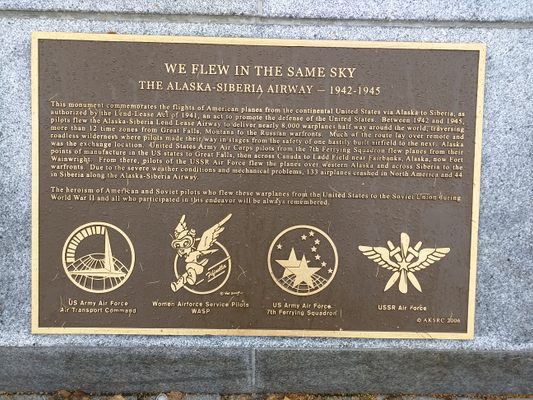 WE FLEW IN THE SAME SKY
THE ALASKA-SIBERIA AIRWAY – 1942-1945
This monument commemorates the flights of American planes from the continental United States via Alaska to Siberia, as
authorized by the Lend-Lease Act of 1941, an act to promote the defense of the United States. Between 1942 and 1945,
pilots flew the Alaska-Siberia Lend Lease Airway to deliver nearly 8,000 warplanes half way around the world, traversing
more than 12 time zones from Great Falls, Montana to the Russian warfronts. Much of the route lay over remote and
roadless wilderness where pilots made their way in stages from the safety of one hastily built airfield to the next. Alaska
was the exchange location. United States Army Air Corps pilots from the 7th Ferrying Squadron flew planes from their
points of manufacture in the US states to Great Falls, then across Canada to Ladd Field near Fairbanks, Alaska, now Fort
Wainwright. From there, pilots of the USSR Air Force flew the planes over western Alaska and across Siberia to the
warfronts. Due to the severe weather conditions and mechanical problems, 133 airplanes crashed in North America and 44
in Siberia along the Alaska-Siberia Airway.
The heroism of American and Soviet pilots who flew these warplanes from the United States to the Soviet Union during
World War II and all who participated in this endeavor will be always remembered.
US Army Air Force
Air Transport Command
Women Airforce Service Pilots
WASP
US Army Air Force
7th Ferrying Squadron
USSR Air Force
© AKSRC 2006